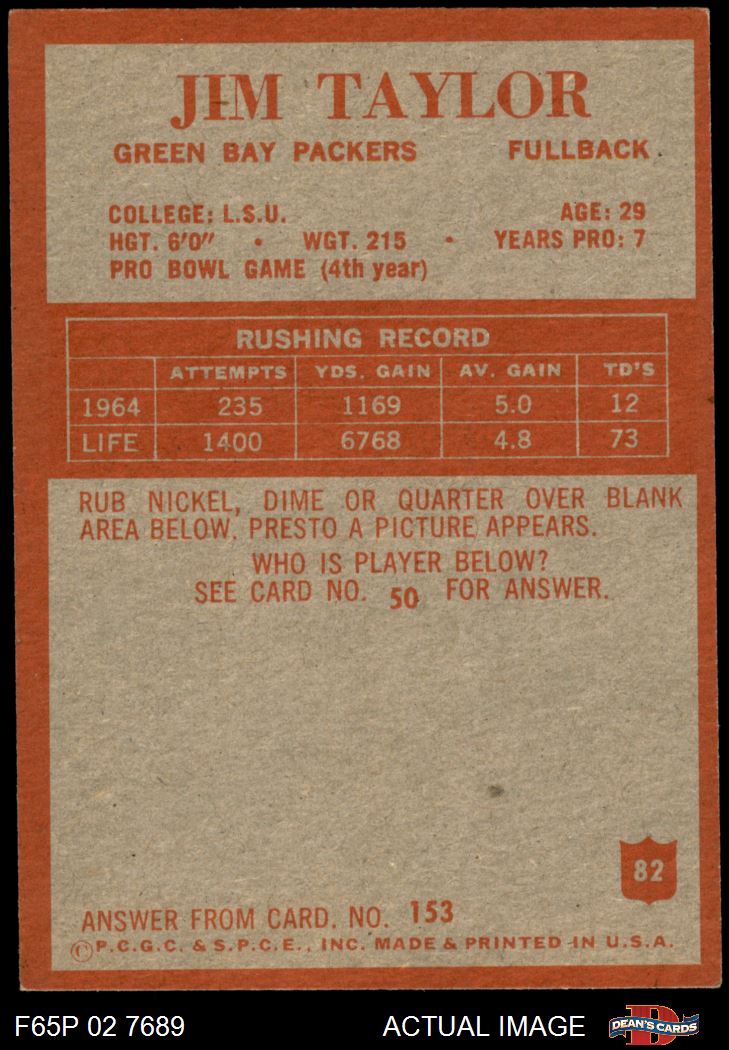 JIM TAYLOR
GREEN BAY PACKERS FULLBACK
COLLEGE: L.S.U. AGE: 29
HGT. 6'0" • WGT. 215 • YEARS PRO: 7
PRO BOWL GAME (4th year)
RUSHING RECORD
ATTEMPTS YDS. GAIN AV. GAIN TD'S
1964 235 1169 5.0 12
LIFE 1400 6768 4.8 73
RUB NICKEL, DIME OR QUARTER OVER BLANK
AREA BELOW. PRESTO A PICTURE APPEARS.
WHO IS PLAYER BELOW?
SEE CARD NO. 50 FOR ANSWER.
82
ANSWER FROM CARD. NO. 153
©P.C.G.C. & S.P.C.E., INC. MADE & PRINTED IN U.S.A.
F65P 02 7689 ACTUAL IMAGE D DEAN'S CARDS